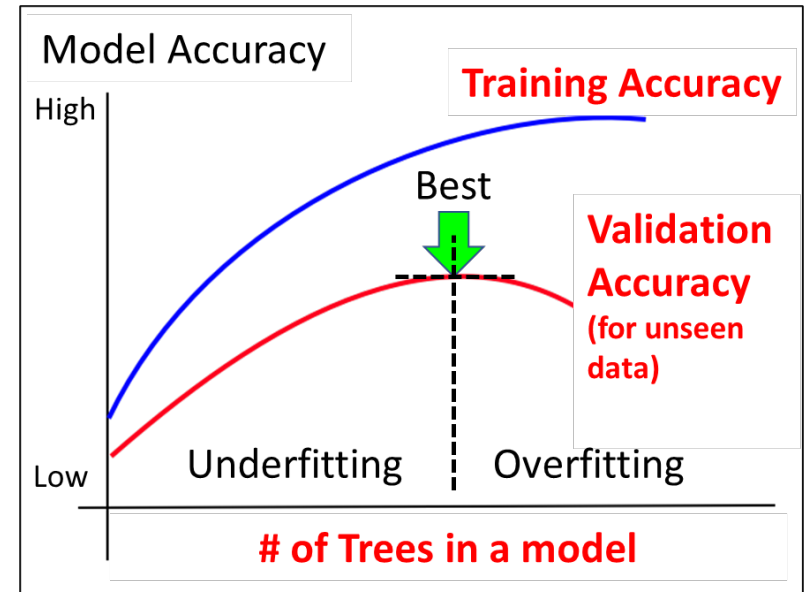 Model Accuracy
Training Accuracy
High
Best
Validation
Accuracy
(for unseen
data)
Underfitting
Overfitting
Low
# of Trees in a model